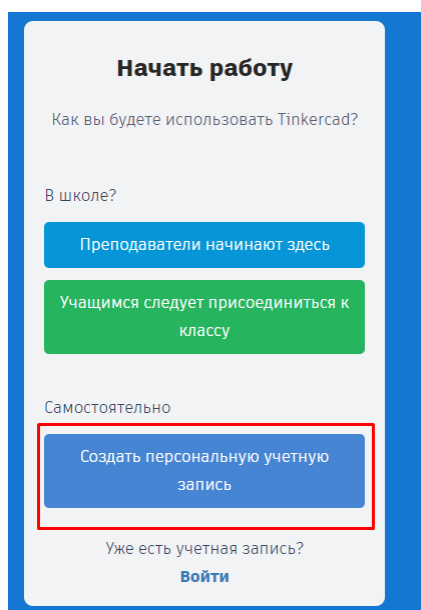 Начать работу
Как вы будете использовать Tinkercad?
В школе?
Преподаватели начинают здесь
Учащимся следует присоединиться к
классу
Самостоятельно
Создать персональную учетную
запись
Уже есть учетная запись?
Войти